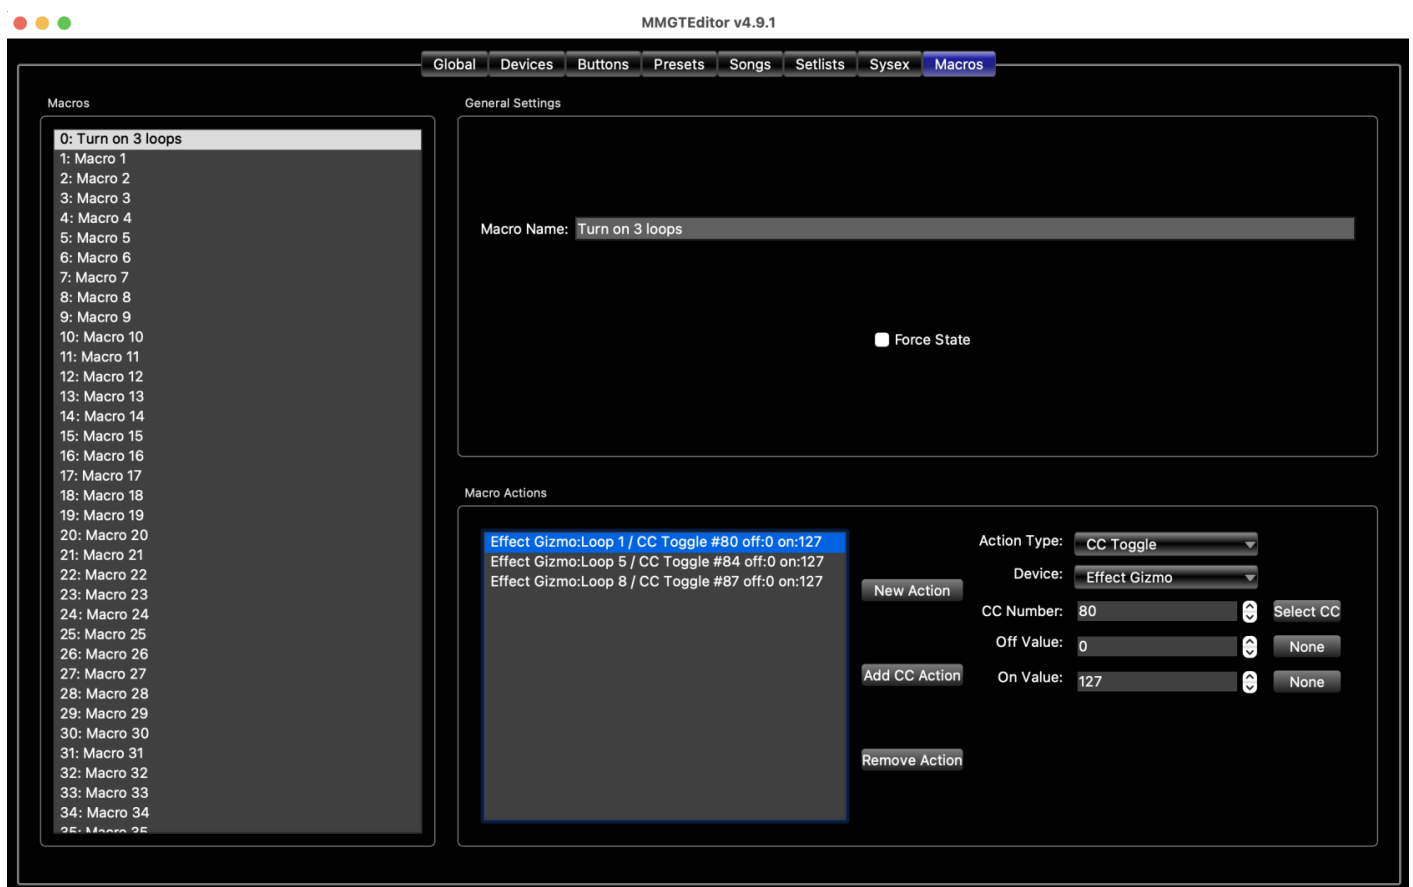 MMGTEditor v4.9.1
Global Devices Buttons Presets Songs Setlists Sysex Macros
Macros
0: Turn on 3 loops
1: Macro 1
2: Macro 2
3: Macro 3
4: Macro 4
5: Macro 5
6: Macro 6
7: Macro 7
8: Macro 8
9: Macro 9
10: Macro 10
11: Macro 11
12: Macro 12
13: Macro 13
14: Macro 14
15: Macro 15
16: Macro 16
17: Macro 17
18: Macro 18
19: Macro 19
20: Macro 20
21: Macro 21
22: Macro 22
23: Macro 23
24: Macro 24
25: Macro 25
26: Macro 26
27: Macro 27
28: Macro 28
29: Macro 29
30: Macro 30
31: Macro 31
32: Macro 32
33: Macro 33
34: Macro 34
35: Macro 35
General Settings
Macro Name: Turn on 3 loops
Force State
Macro Actions
Effect Gizmo:Loop 1 / CC Toggle #80 off:0 on:127
Effect Gizmo:Loop 5 / CC Toggle #84 off:0 on:127
Effect Gizmo:Loop 8 / CC Toggle #87 off:0 on:127
New Action
Add CC Action
Remove Action
Action Type: CC Toggle
Device: Effect Gizmo
CC Number: 80 Select CC
Off Value: 0 None
On Value: 127 None